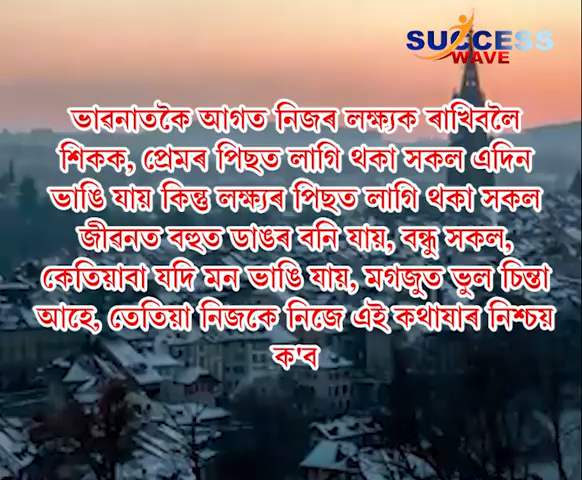 SUCCESS
WAVE
ভাৱনাতকৈ আগত নিজৰ লক্ষ্যক ৰাখিবলৈ
শিকক, প্ৰেমৰ পিছত লাগি থকা সকল এদিন
ভাঙি যায় কিন্তু লক্ষ্যৰ পিছত লাগি থকা সকল
জীৱনত বহুত ডাঙৰ বনি যায়, বন্ধু সকল,
কেতিয়াবা যদি মন ভাঙি যায়, মগজুত ভুল চিন্তা
আহে, তেতিয়া নিজকে নিজে এই কথাযাৰ নিশ্চয়
ক'ব